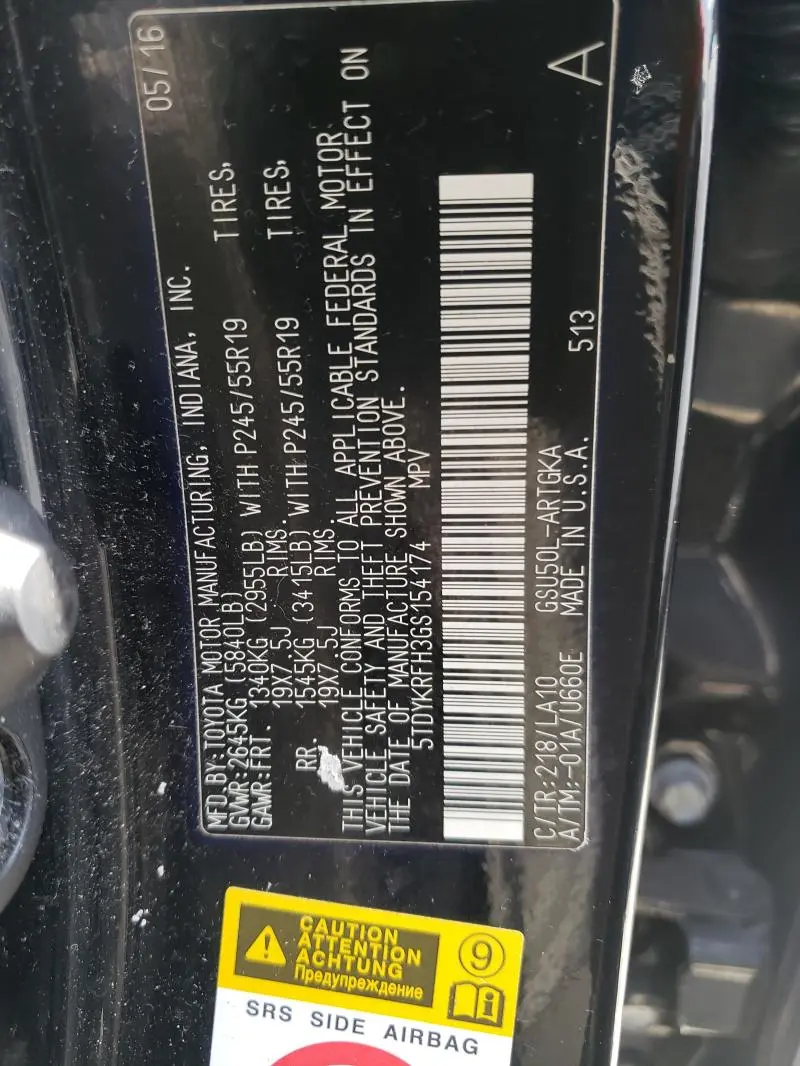 MFD.BY:TOYOTA MOTOR MANUFACTURING, INDIANA, INC. 05/16
GVWR:2645KG (5840LB)
GAWR:FRT. 1340KG (2955LB) WITH P245/55R19 TIRES,
19X7.5J RIMS.
RR. 1545KG (3415LB) WITH P245/55R19 TIRES,
19X7.5J RIMS.
THIS VEHICLE CONFORMS TO ALL APPLICABLE FEDERAL MOTOR
VEHICLE SAFETY AND THEFT PREVENTION STANDARDS IN EFFECT ON
THE DATE OF MANUFACTURE SHOWN ABOVE.
5TDYKRFH3GS154174 MPV
C/TR:218/LA10 GSU50L-ARTGKA 513 A
A/TM:-01A/U660E MADE IN U.S.A.
CAUTION
ATTENTION
ACHTUNG
Предупреждение
9
i
SRS SIDE AIRBAG